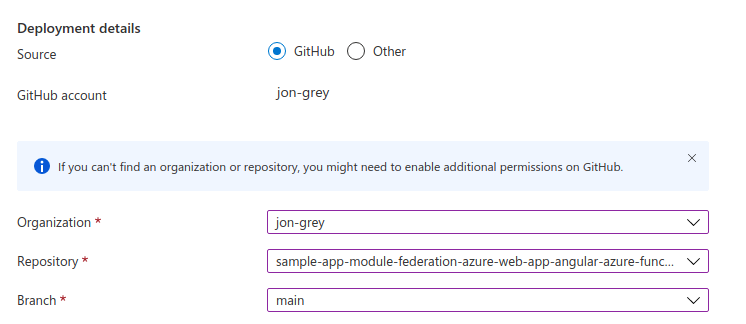 Deployment details
Source GitHub Other
GitHub account jon-grey
If you can't find an organization or repository, you might need to enable additional permissions on GitHub.
Organization * jon-grey
Repository * sample-app-module-federation-azure-web-app-angular-azure-func...
Branch * main